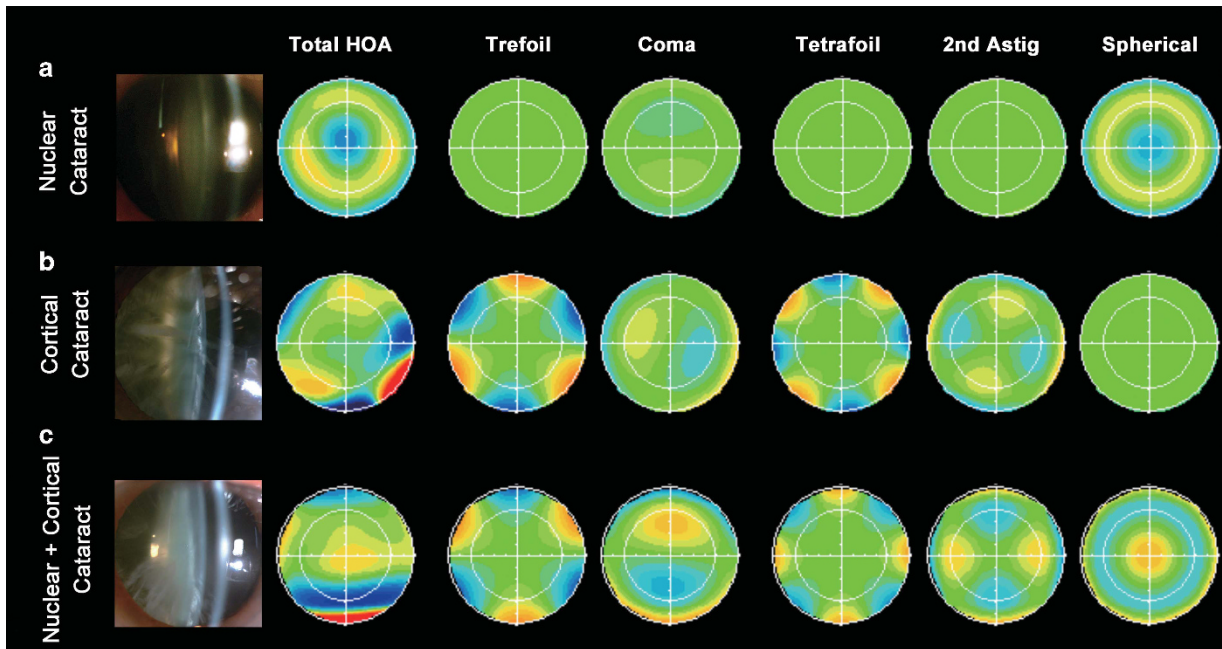 Total HOA Trefoil Coma Tetrafoil 2nd Astig Spherical
a
Nuclear
Cataract
b
Cortical
Cataract
c
Nuclear + Cortical
Cataract